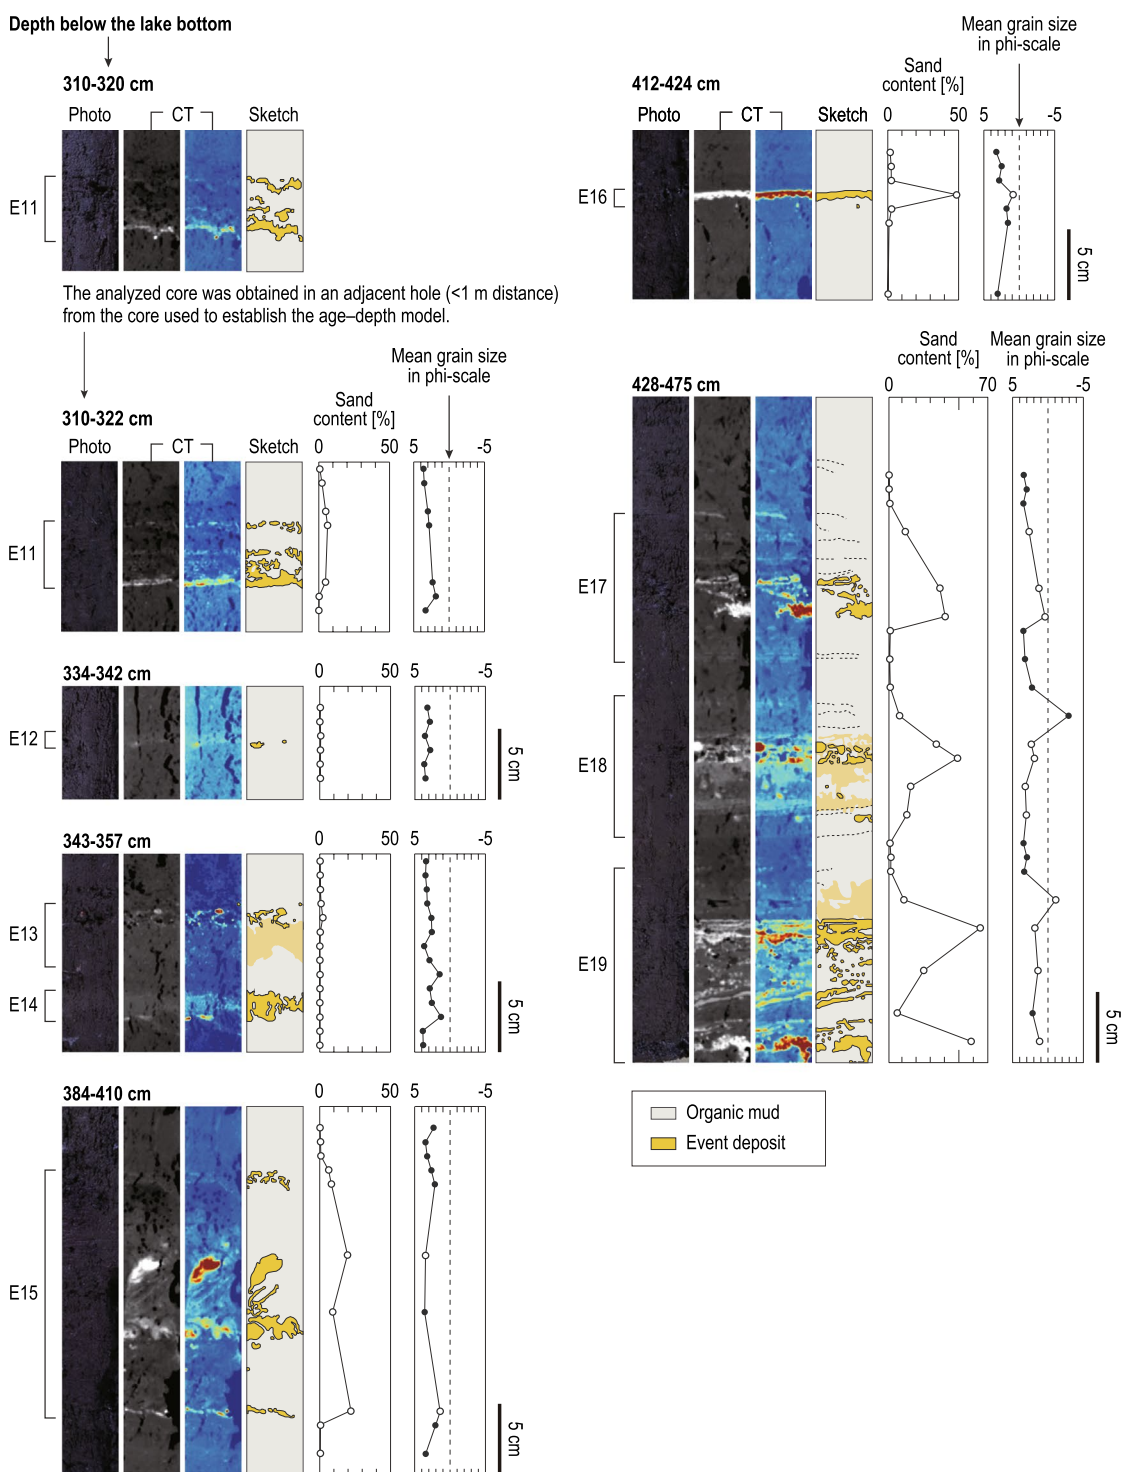 Depth below the lake bottom
310-320 cm
Photo
CT
Sketch
E11
The analyzed core was obtained in an adjacent hole (<1 m distance)
from the core used to establish the age–depth model.
Mean grain size
in phi-scale
Sand
content [%]
310-322 cm
Photo
CT
Sketch
0
50
5
-5
E11
334-342 cm
0
50
5
-5
E12
5 cm
343-357 cm
0
50
5
-5
E13
E14
5 cm
384-410 cm
0
50
5
-5
E15
5 cm
Mean grain size
in phi-scale
Sand
content [%]
412-424 cm
Photo
CT
Sketch
0
50
5
-5
E16
5 cm
Sand
content [%]
Mean grain size
in phi-scale
428-475 cm
0
70
5
-5
E17
E18
E19
5 cm
Organic mud
Event deposit